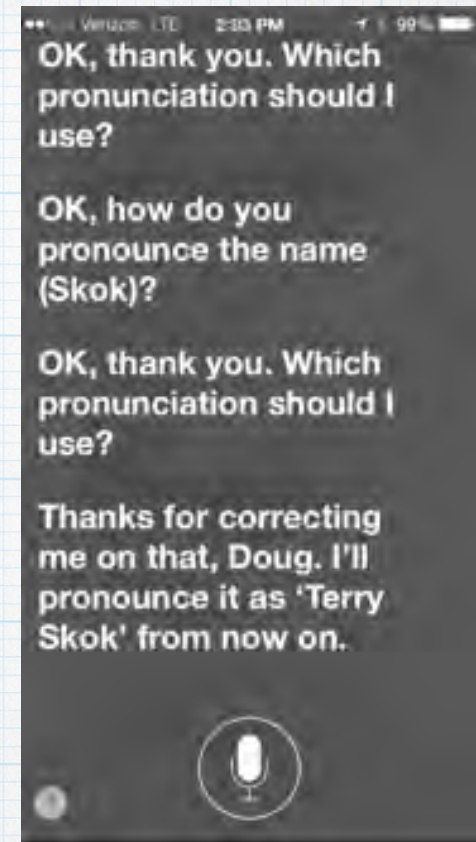 Verizon LTE 2:03 PM 99%
OK, thank you. Which
pronunciation should I
use?
OK, how do you
pronounce the name
(Skok)?
OK, thank you. Which
pronunciation should I
use?
Thanks for correcting
me on that, Doug. I'll
pronounce it as ‘Terry
Skok’ from now on.